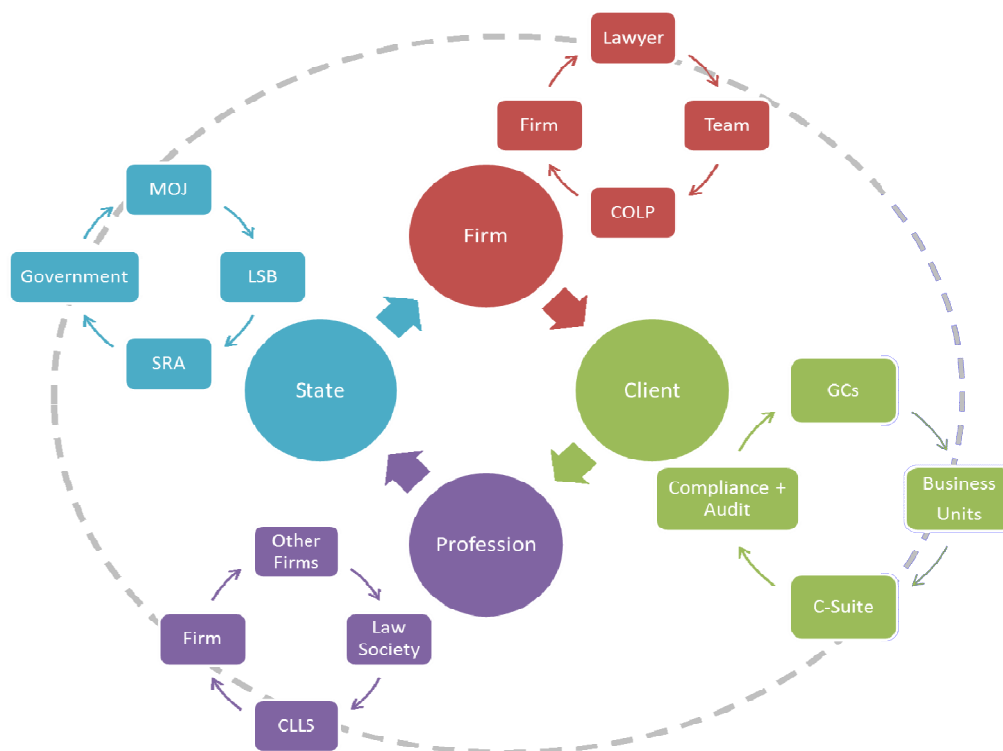 Lawyer
Firm
Team
COLP
MOJ
Government
LSB
SRA
Firm
State
Client
Profession
GCs
Compliance +
Audit
Business
Units
C-Suite
Other
Firms
Firm
Law
Society
CLLS